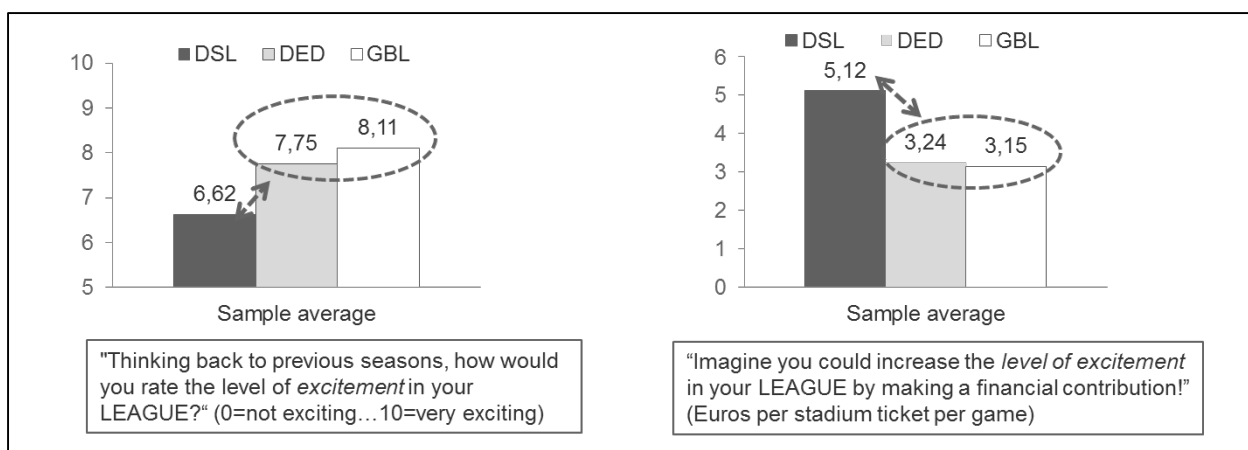 DSL DED GBL
10
9
8
7
6
5
6,62
7,75
8,11
Sample average
"Thinking back to previous seasons, how would
you rate the level of excitement in your
LEAGUE?“ (0=not exciting…10=very exciting)
DSL DED GBL
6
5
4
3
2
1
0
5,12
3,24
3,15
Sample average
“Imagine you could increase the level of excitement
in your LEAGUE by making a financial contribution!”
(Euros per stadium ticket per game)